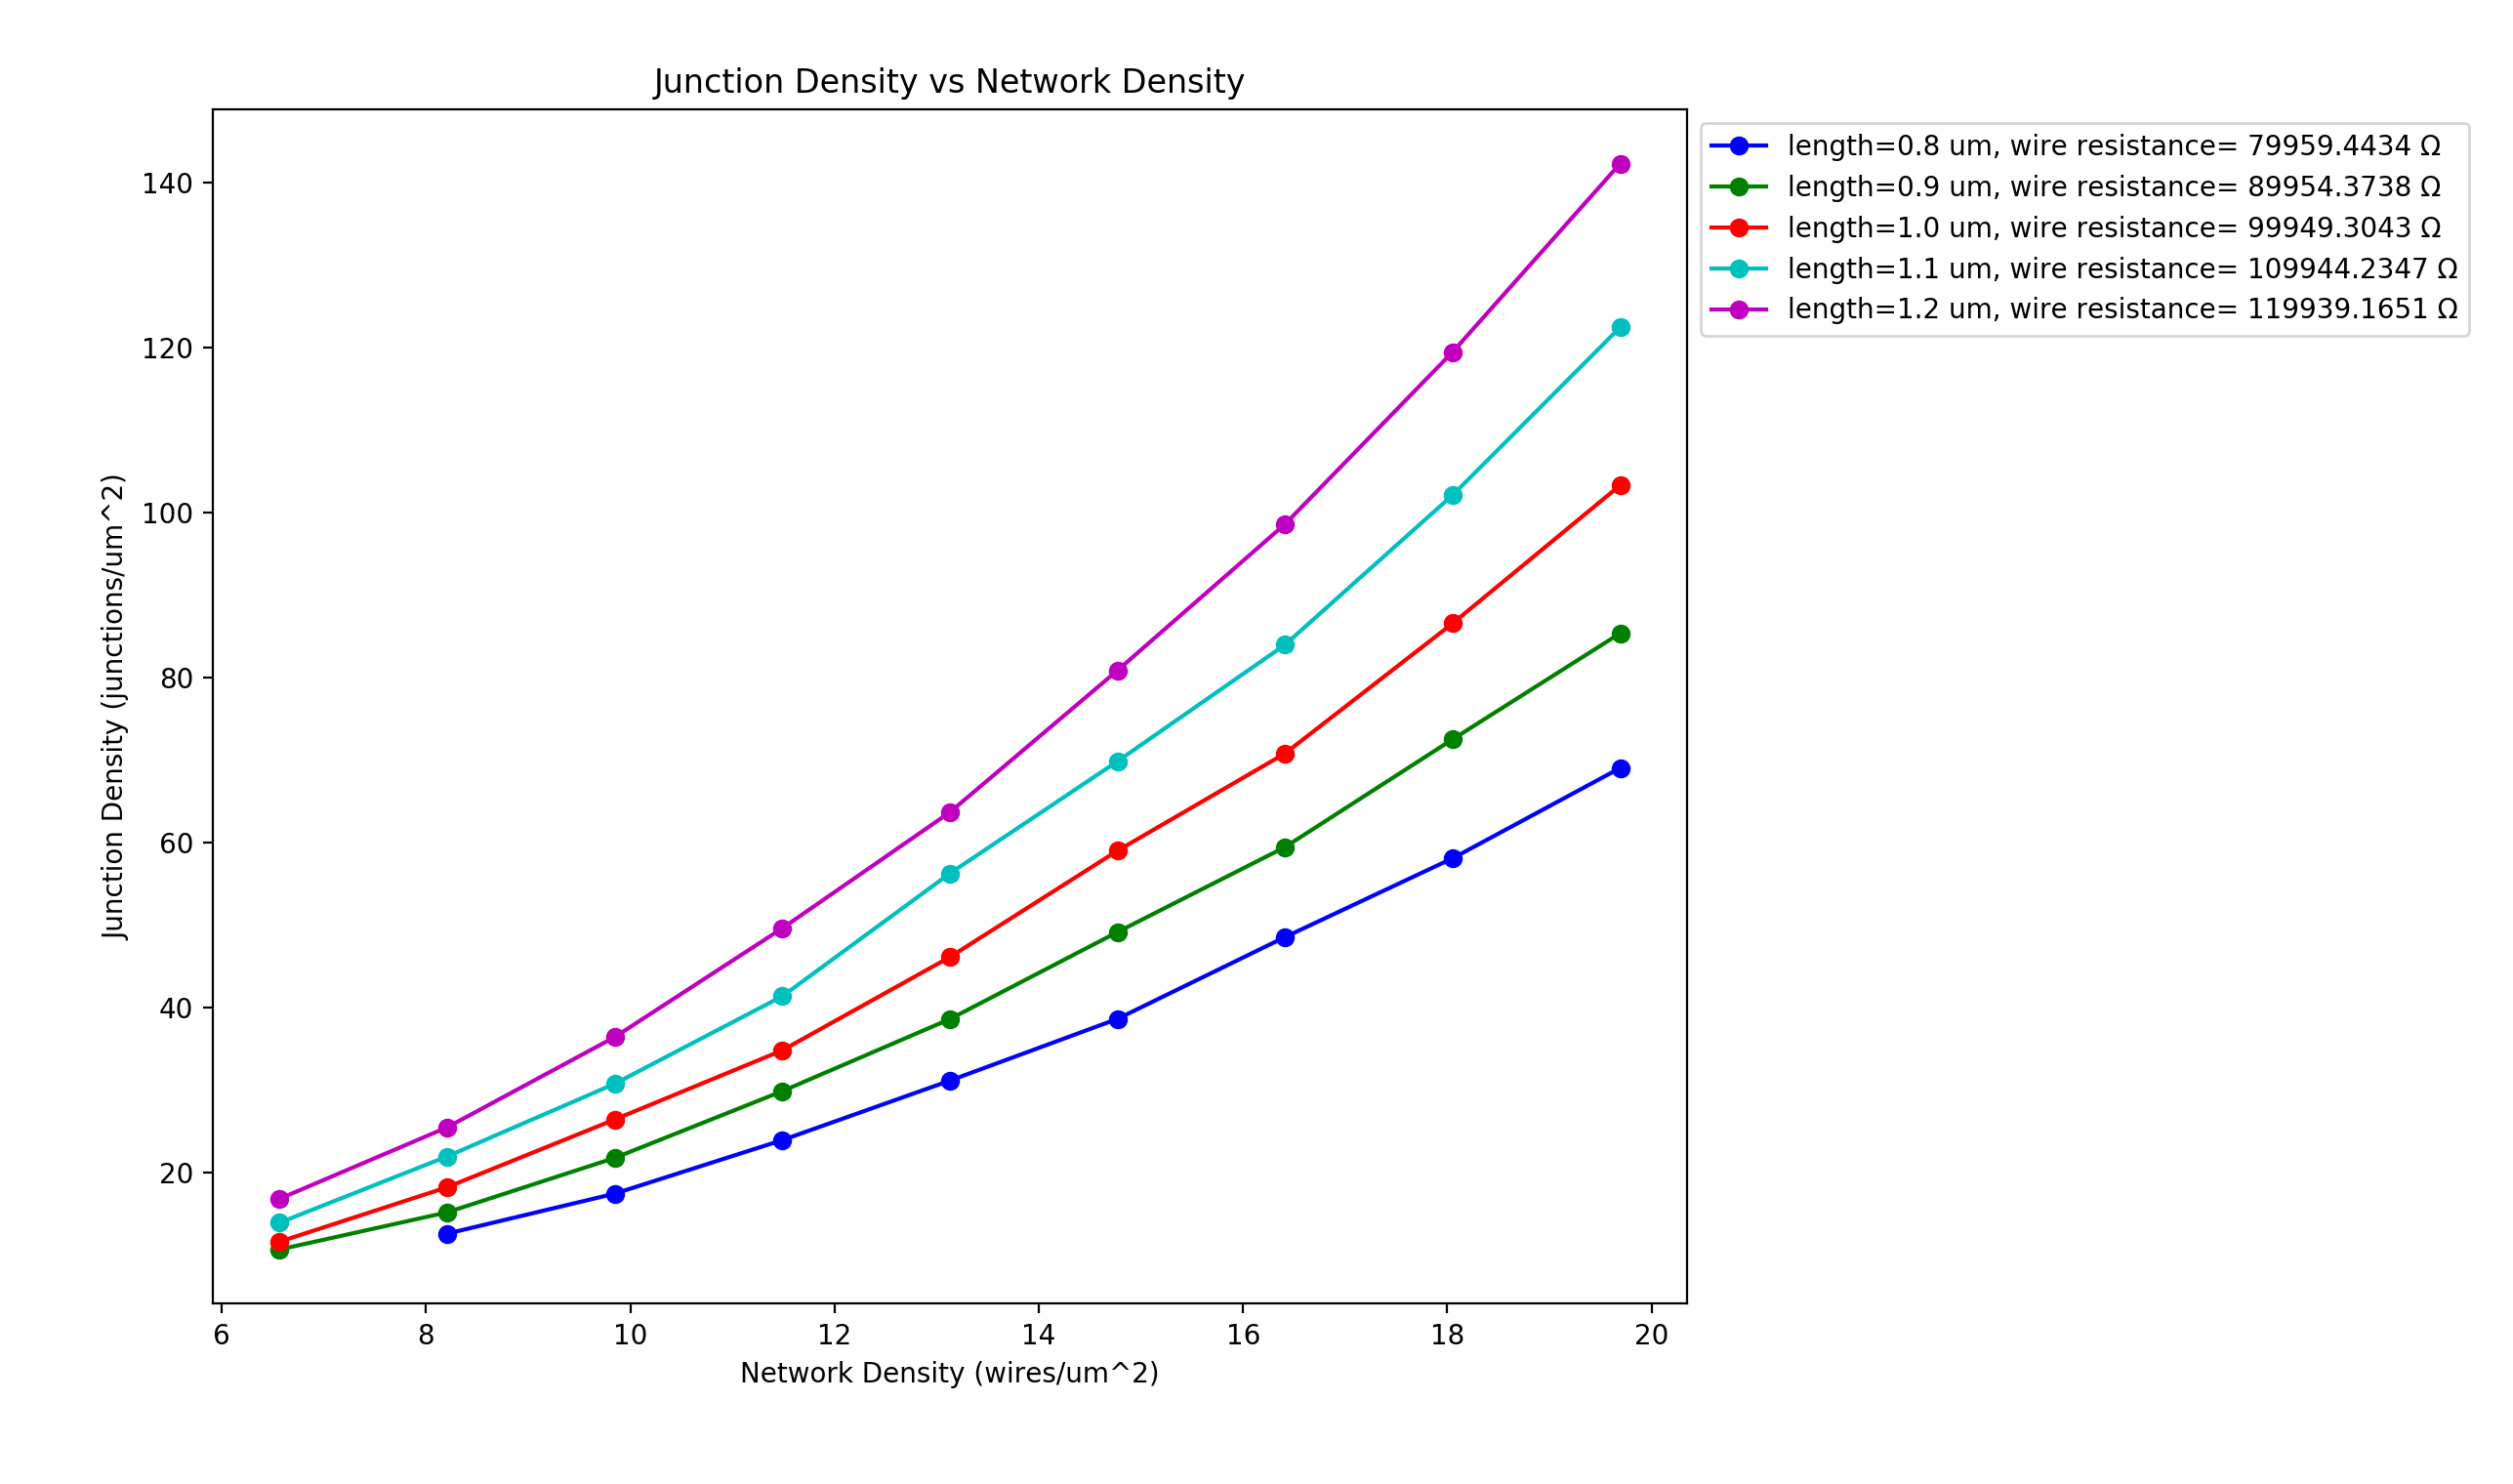 Junction Density vs Network Density
length=0.8 um, wire resistance= 79959.4434 Ω
length=0.9 um, wire resistance= 89954.3738 Ω
length=1.0 um, wire resistance= 99949.3043 Ω
length=1.1 um, wire resistance= 109944.2347 Ω
length=1.2 um, wire resistance= 119939.1651 Ω
Junction Density (junctions/um^2)
140
120
100
80
60
40
20
6 8 10 12 14 16 18 20
Network Density (wires/um^2)